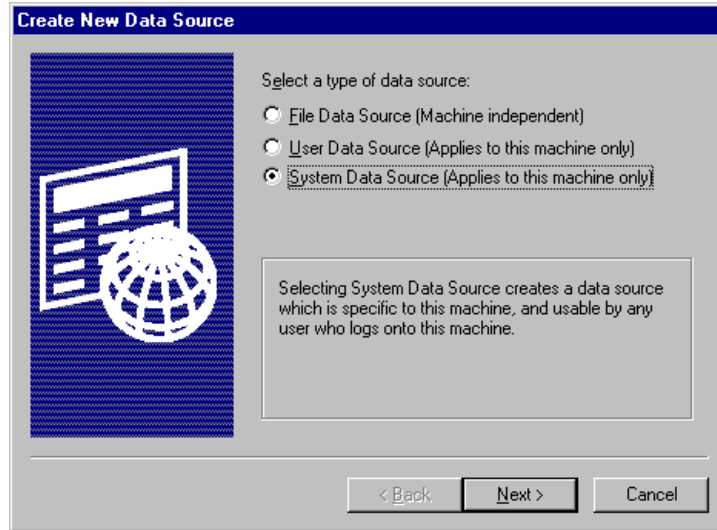 Create New Data Source
Select a type of data source:
File Data Source (Machine independent)
User Data Source (Applies to this machine only)
System Data Source (Applies to this machine only)
Selecting System Data Source creates a data source
which is specific to this machine, and usable by any
user who logs onto this machine.
< Back
Next >
Cancel